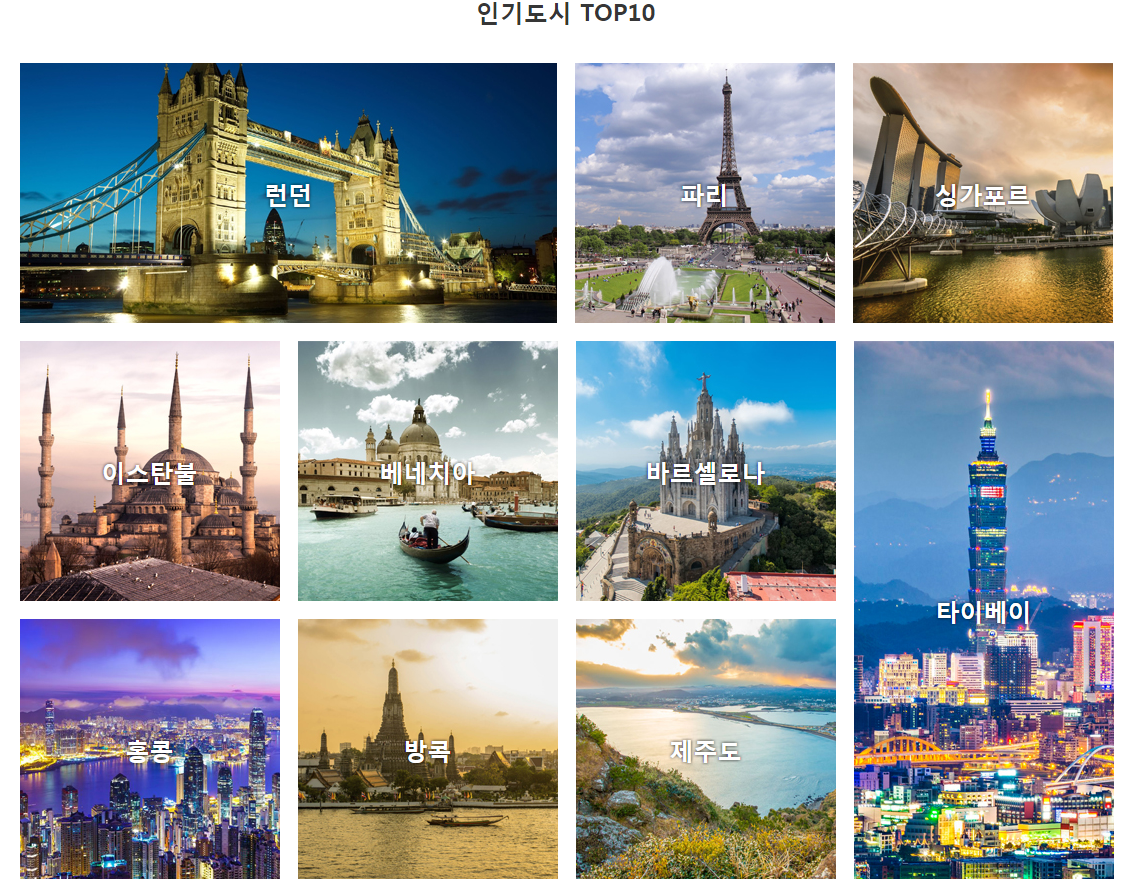 인기도시 TOP10
런던
파리
싱가포르
이스탄불
베네치아
바르셀로나
타이베이
홍콩
방콕
제주도